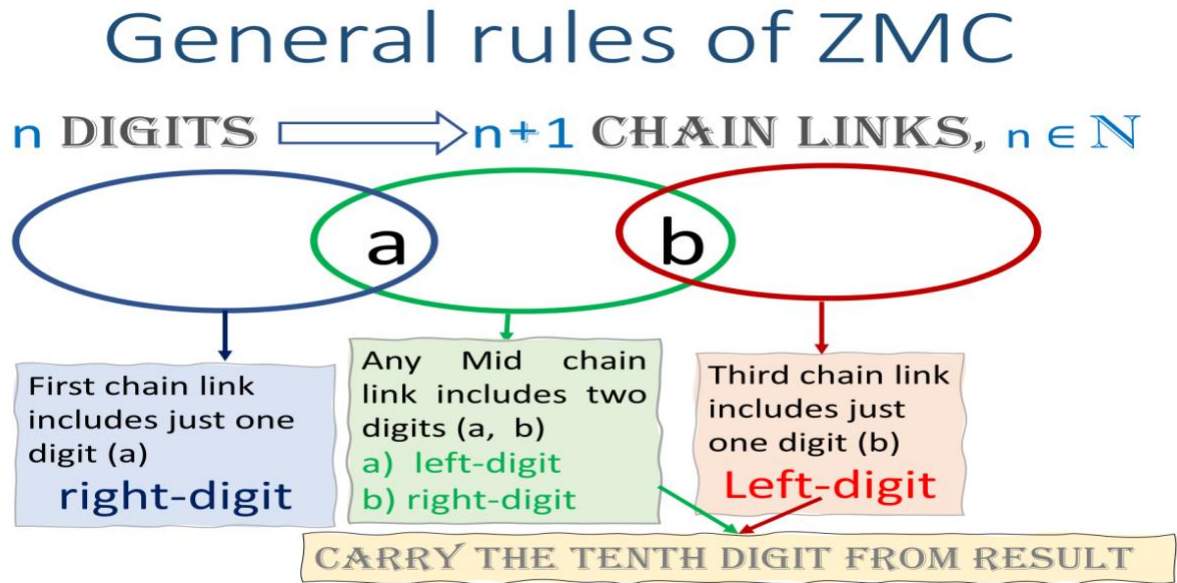 General rules of ZMC
n DIGITS n+1 CHAIN LINKS, n ∈ ℕ
a b
First chain link
includes just one
digit (a)
right-digit
Any Mid chain
link includes two
digits (a, b)
a) left-digit
b) right-digit
Third chain link
includes just
one digit (b)
Left-digit
CARRY THE TENTH DIGIT FROM RESULT